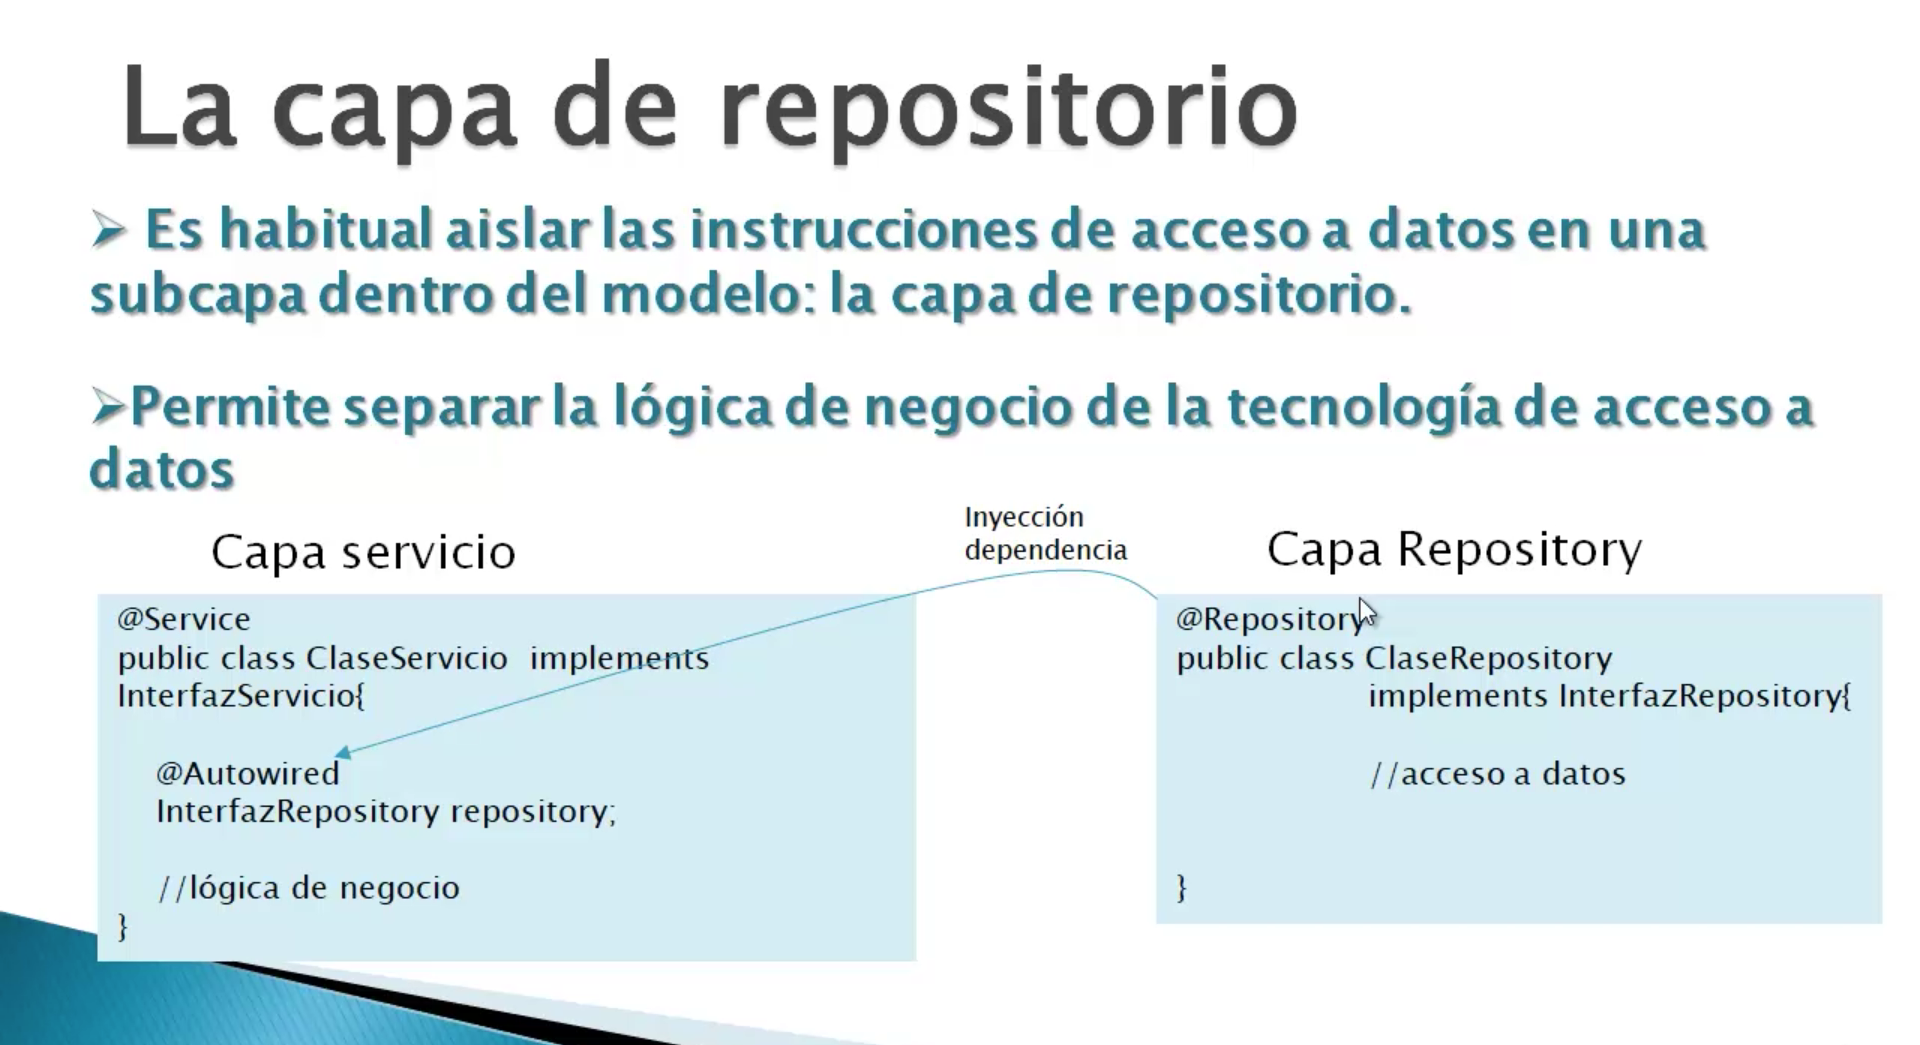 La capa de repositorio
Es habitual aislar las instrucciones de acceso a datos en una
subcapa dentro del modelo: la capa de repositorio.
Permite separar la lógica de negocio de la tecnología de acceso a
datos
Capa servicio
@Service
public class ClaseServicio implements
InterfazServicio{
@Autowired
InterfazRepository repository;
//lógica de negocio
}
Inyección
dependencia
Capa Repository
@Repository
public class ClaseRepository
implements InterfazRepository{
//acceso a datos
}